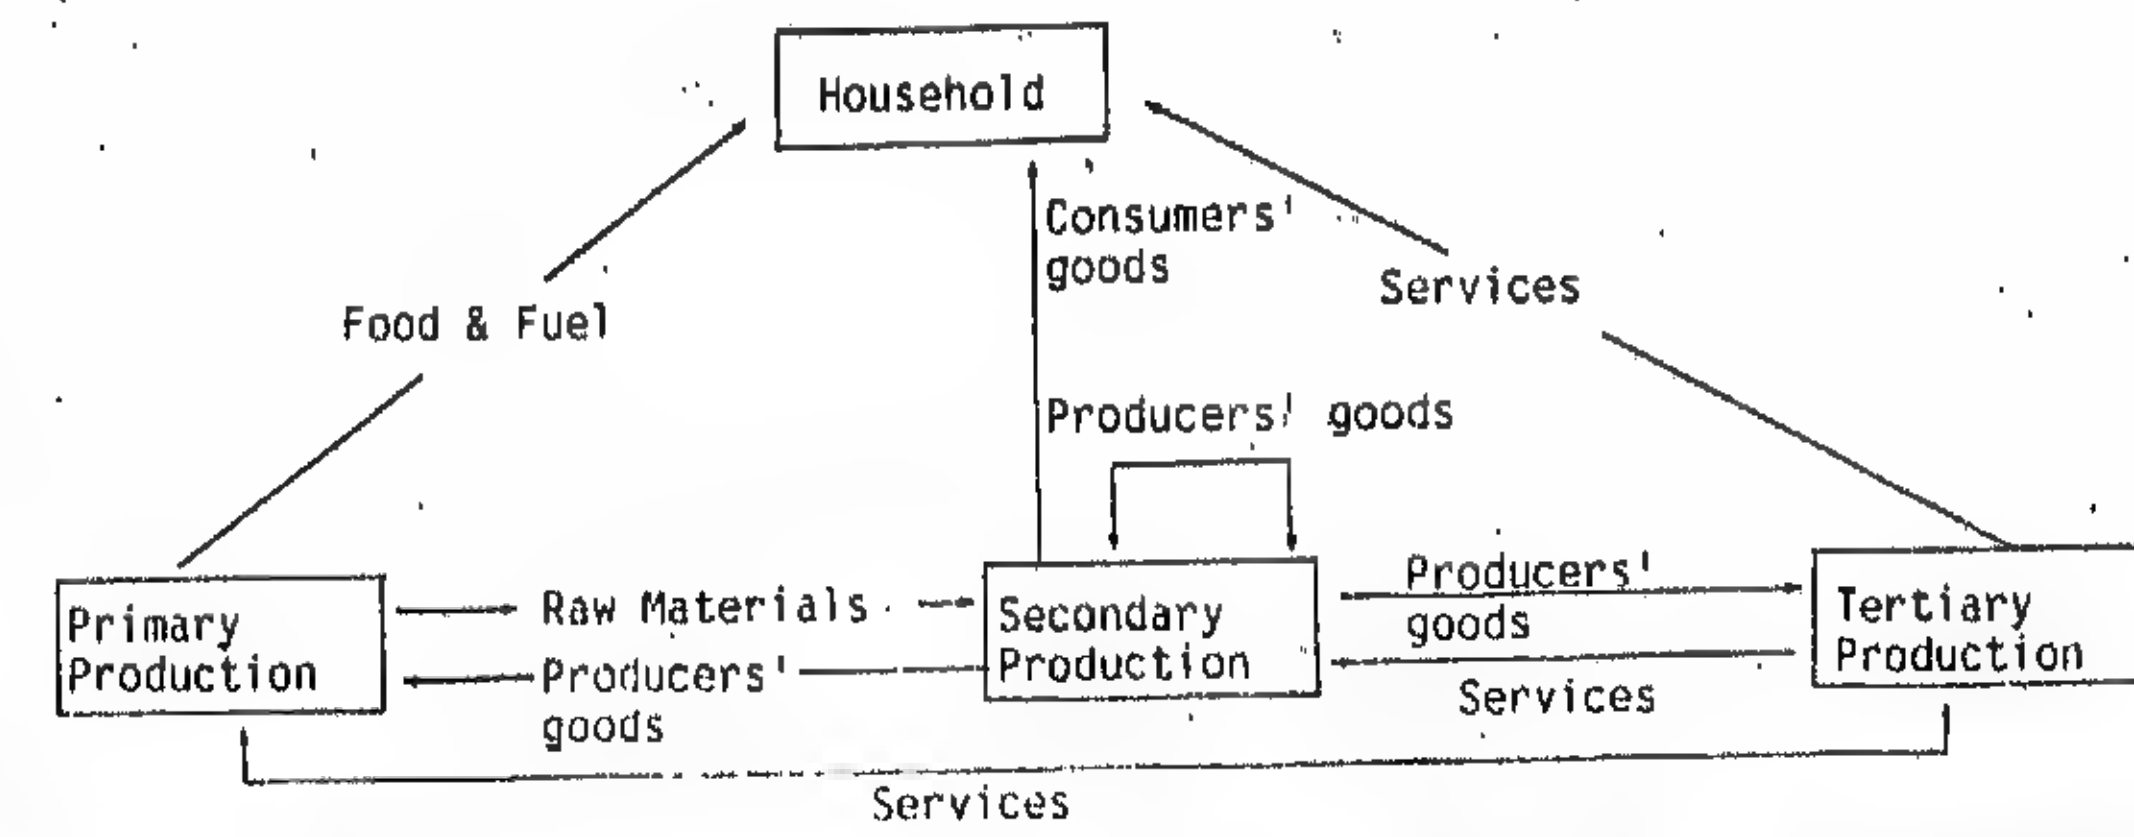 Household
Consumers'
goods
Services
Food & Fuel
Producers' goods
Primary
Production
Raw Materials
Producers'
goods
Secondary
Production
Producers'
goods
Services
Tertiary
Production
Services